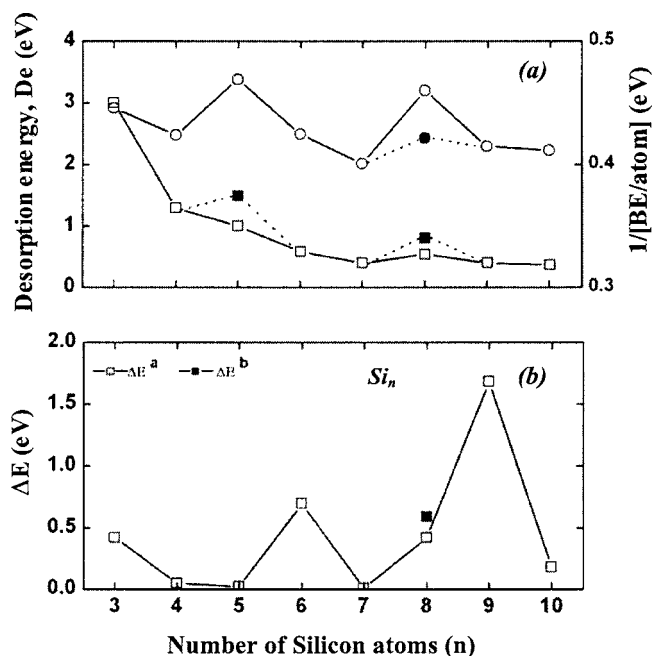 Desorption energy, De (eV)
4
3
2
1
0
(a)
0.5
0.4
0.3
1/[BE/atom] (eV)
ΔE (eV)
2.0
1.5
1.0
0.5
0.0
ΔE a
ΔE b
Sin
(b)
3 4 5 6 7 8 9 10
Number of Silicon atoms (n)